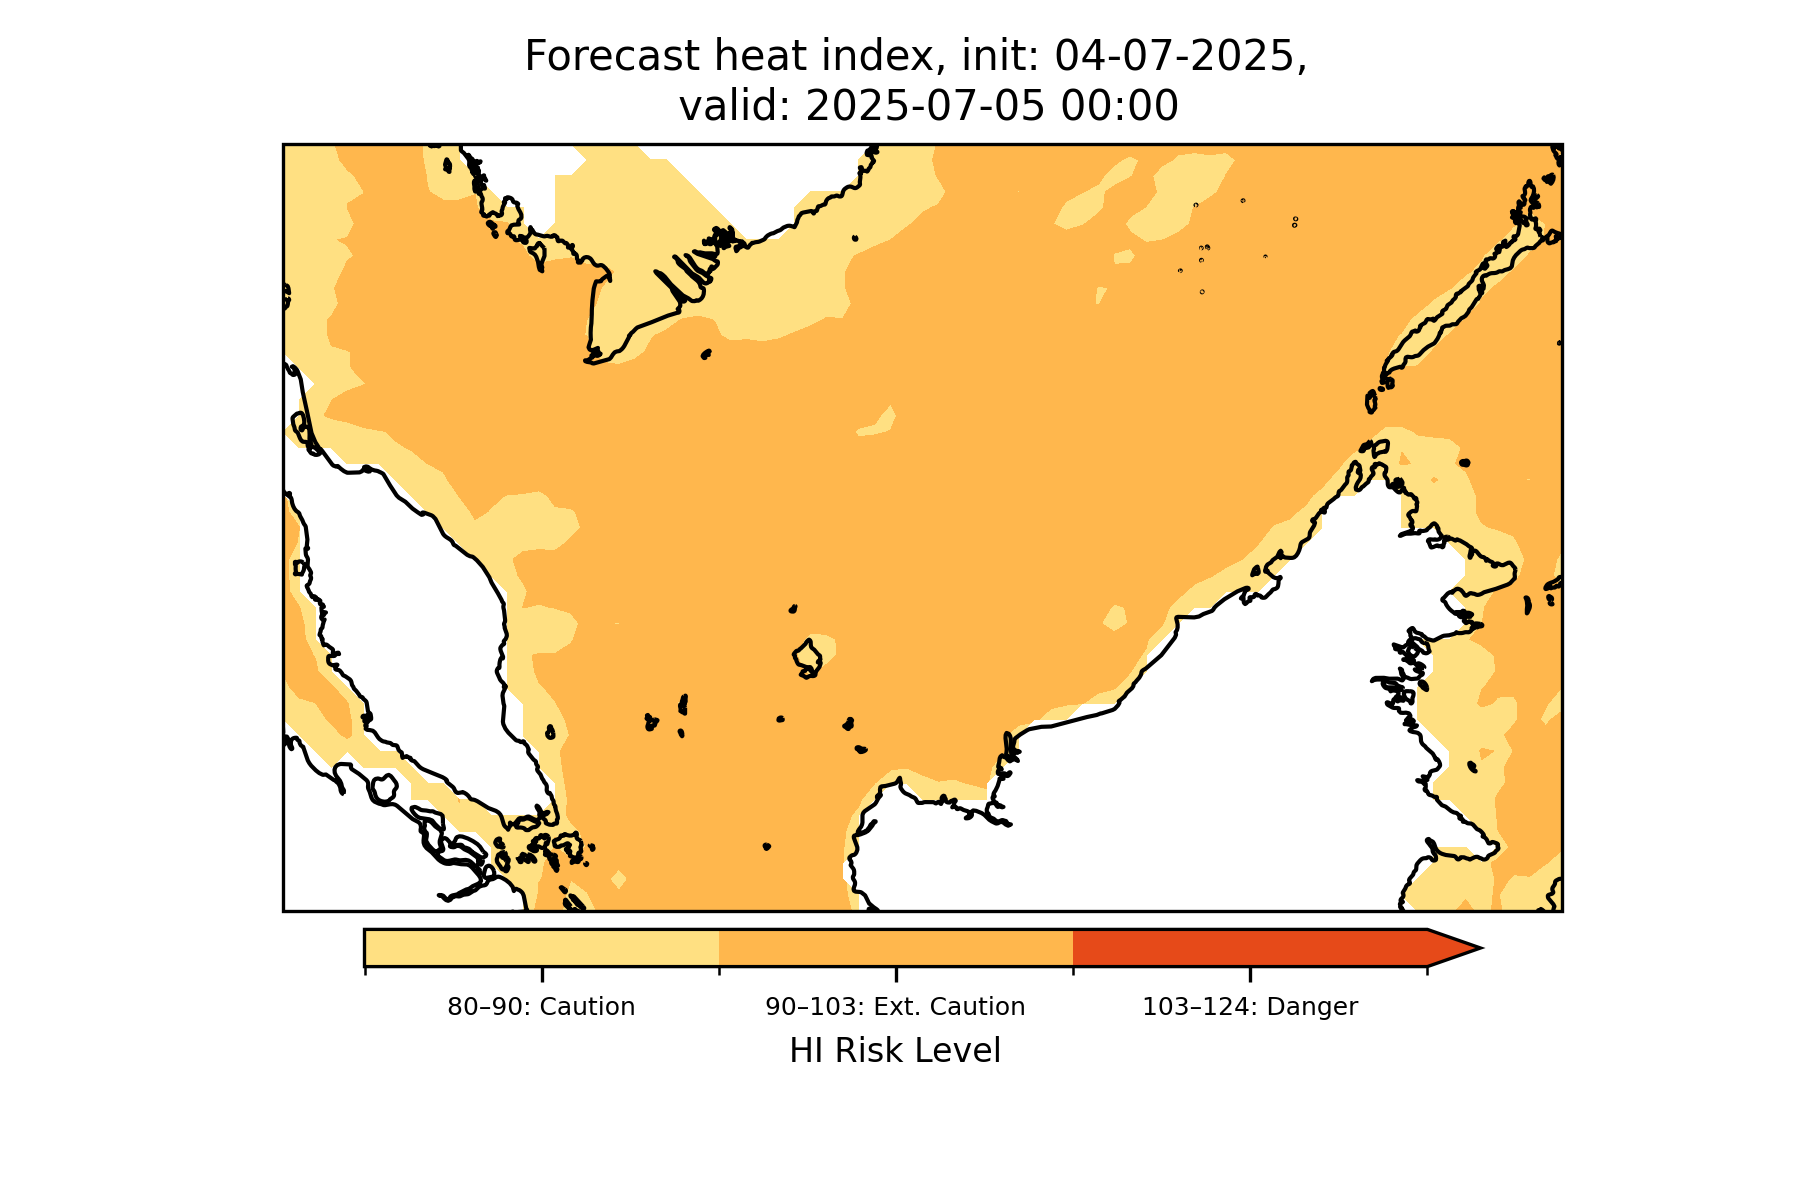 Forecast heat index, init: 04-07-2025,
valid: 2025-07-05 00:00
80–90: Caution
90–103: Ext. Caution
103–124: Danger
HI Risk Level